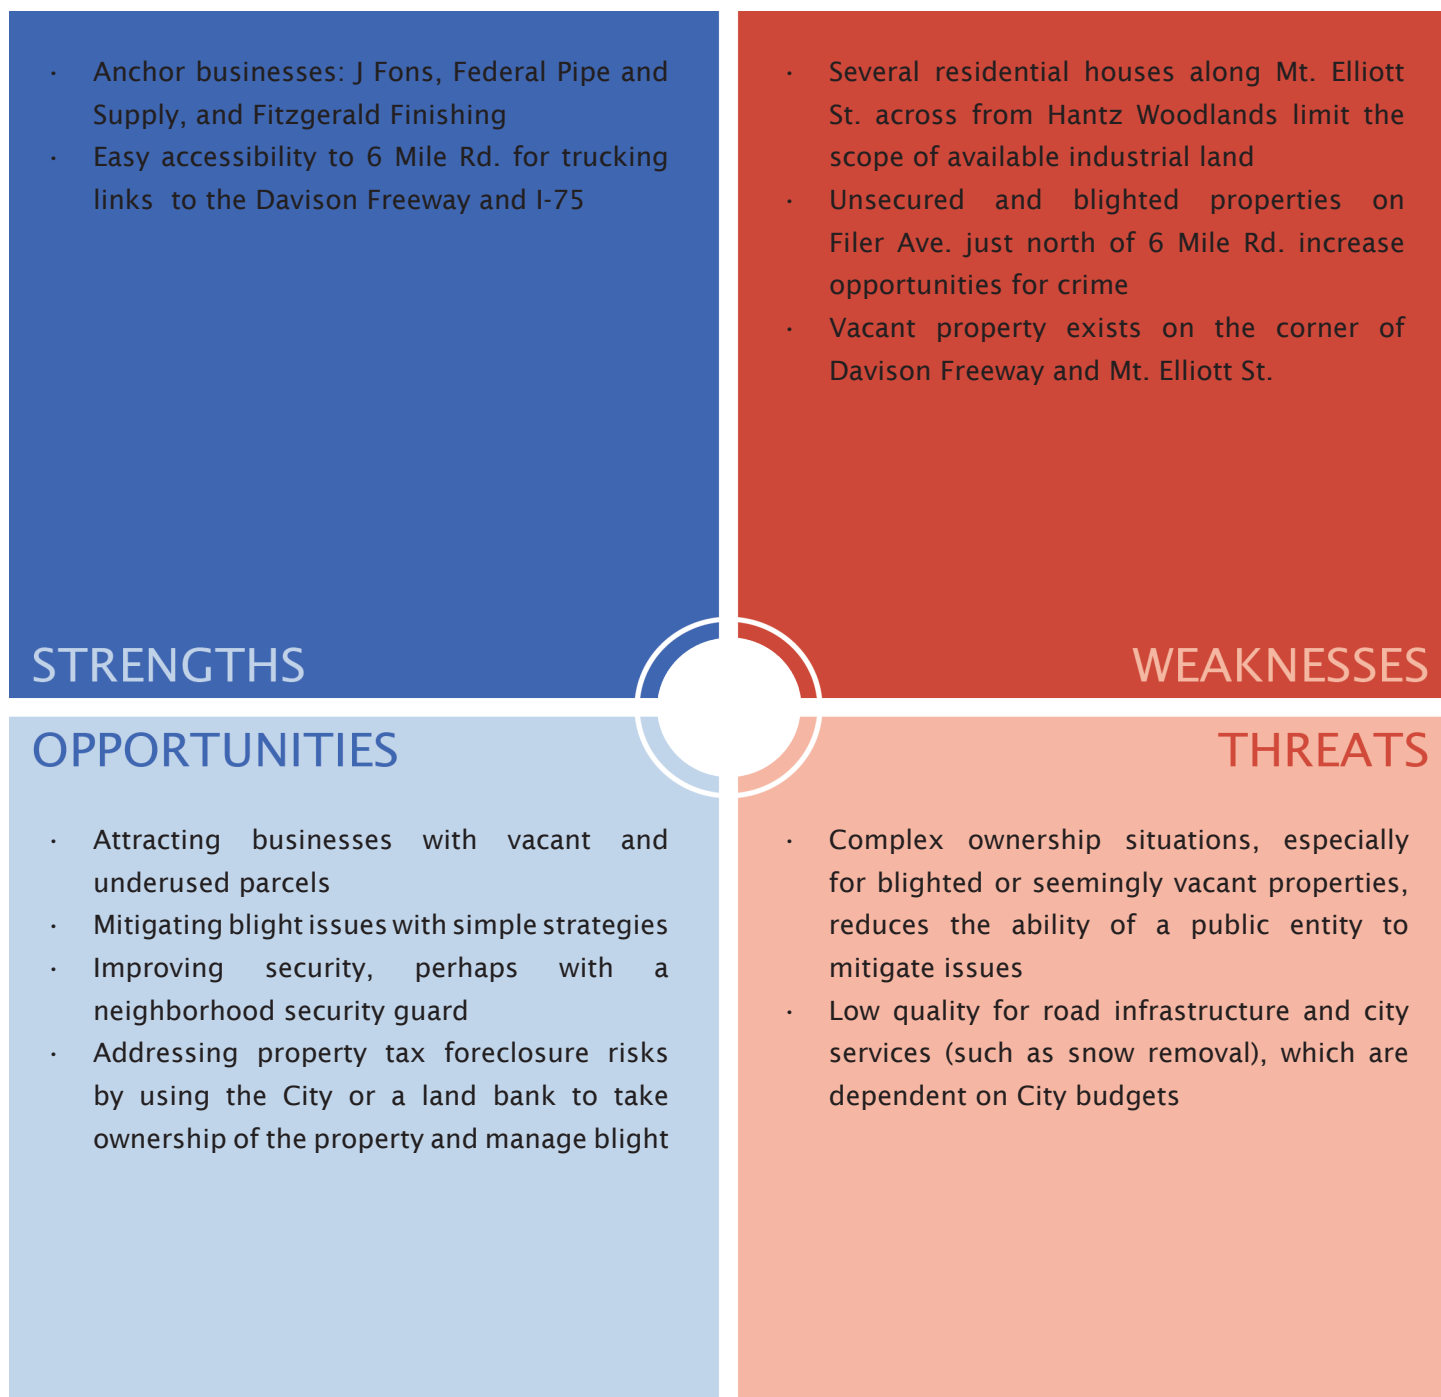 · Anchor businesses: J Fons, Federal Pipe and
Supply, and Fitzgerald Finishing
· Easy accessibility to 6 Mile Rd. for trucking
links to the Davison Freeway and I-75
STRENGTHS
· Several residential houses along Mt. Elliott
St. across from Hantz Woodlands limit the
scope of available industrial land
· Unsecured and blighted properties on
Filer Ave. just north of 6 Mile Rd. increase
opportunities for crime
· Vacant property exists on the corner of
Davison Freeway and Mt. Elliott St.
WEAKNESSES
OPPORTUNITIES
· Attracting businesses with vacant and
underused parcels
· Mitigating blight issues with simple strategies
· Improving security, perhaps with a
neighborhood security guard
· Addressing property tax foreclosure risks
by using the City or a land bank to take
ownership of the property and manage blight
THREATS
· Complex ownership situations, especially
for blighted or seemingly vacant properties,
reduces the ability of a public entity to
mitigate issues
· Low quality for road infrastructure and city
services (such as snow removal), which are
dependent on City budgets